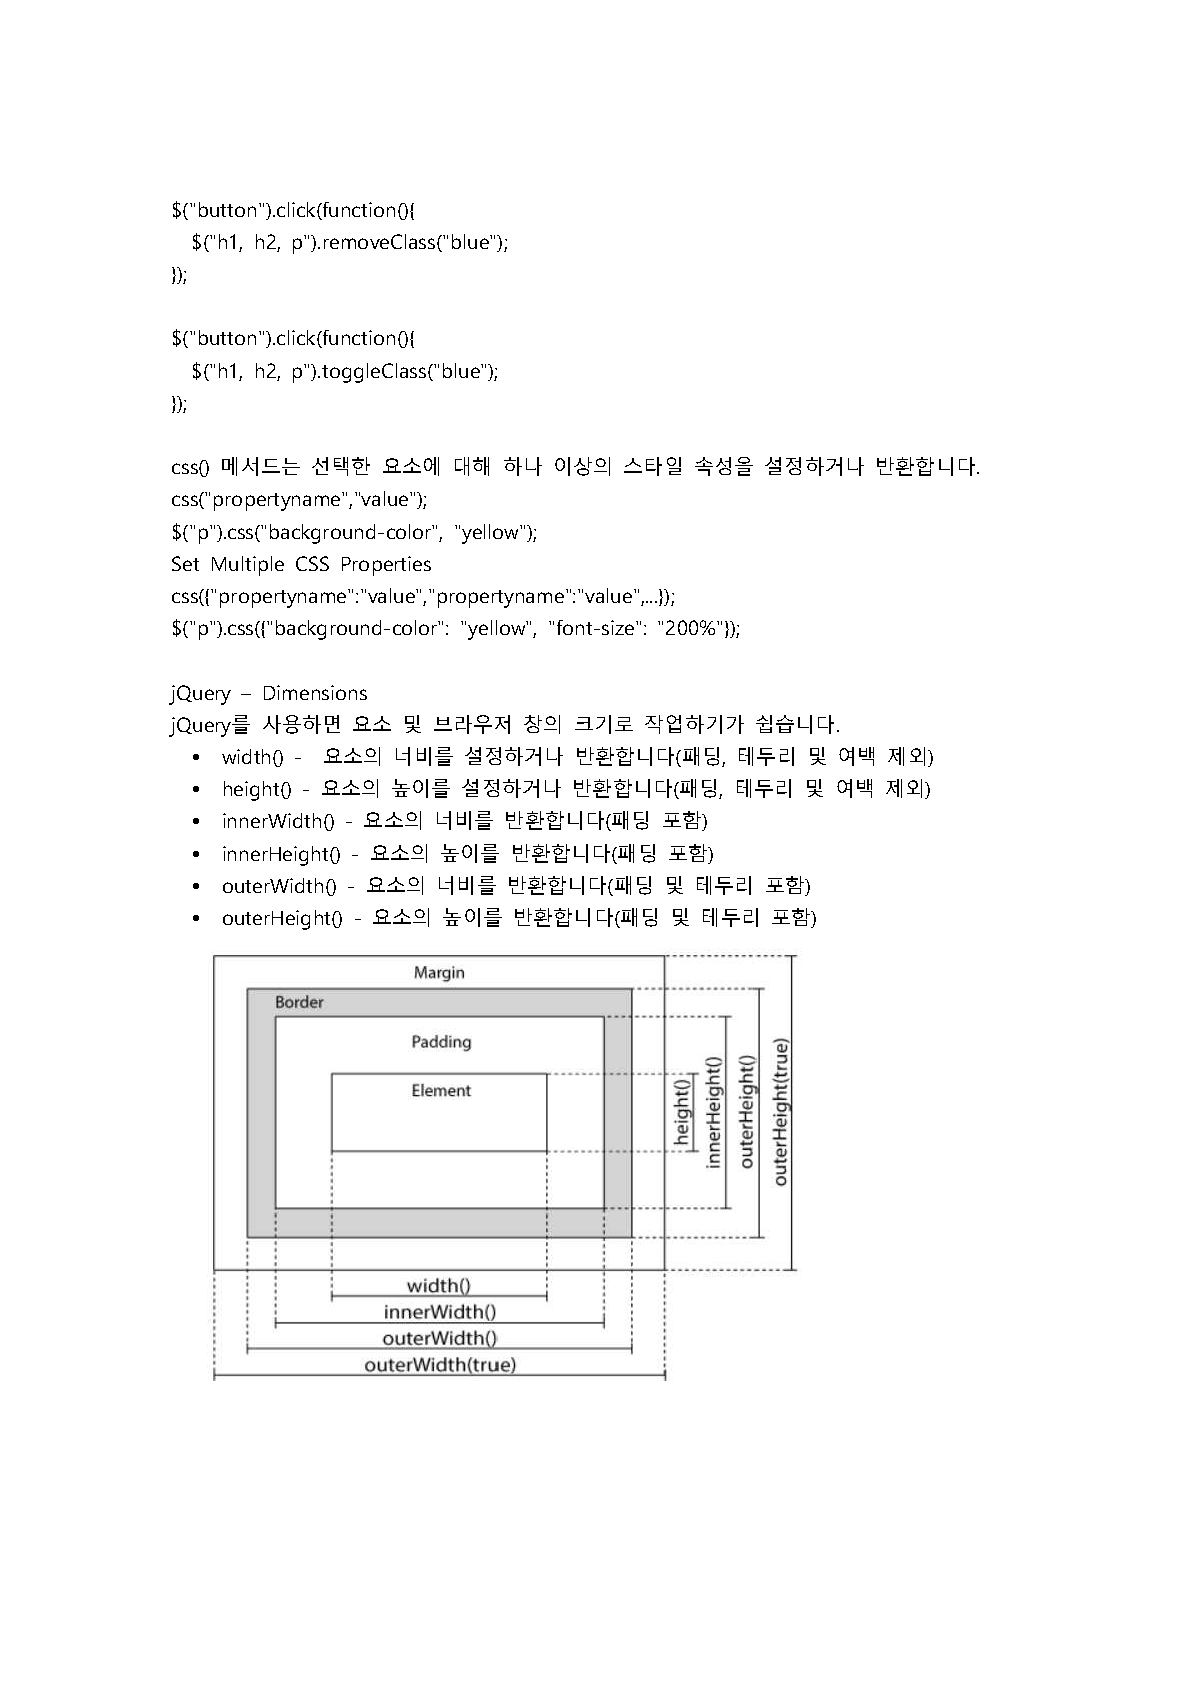 $("button").click(function(){
  $("h1, h2, p").removeClass("blue");
});

$("button").click(function(){
  $("h1, h2, p").toggleClass("blue");
});

css() 메서드는 선택한 요소에 대해 하나 이상의 스타일 속성을 설정하거나 반환합니다.
css("propertyname","value");
$("p").css("background-color", "yellow");
Set Multiple CSS Properties
css({"propertyname":"value","propertyname":"value",...});
$("p").css({"background-color": "yellow", "font-size": "200%"});

jQuery – Dimensions
jQuery를 사용하면 요소 및 브라우저 창의 크기로 작업하기가 쉽습니다.
• width() - 요소의 너비를 설정하거나 반환합니다(패딩, 테두리 및 여백 제외)
• height() - 요소의 높이를 설정하거나 반환합니다(패딩, 테두리 및 여백 제외)
• innerWidth() - 요소의 너비를 반환합니다(패딩 포함)
• innerHeight() - 요소의 높이를 반환합니다(패딩 포함)
• outerWidth() - 요소의 너비를 반환합니다(패딩 및 테두리 포함)
• outerHeight() - 요소의 높이를 반환합니다(패딩 및 테두리 포함)
Margin
Border
Padding
Element
height()
innerHeight()
outerHeight()
outerHeight(true)
width()
innerWidth()
outerWidth()
outerWidth(true)